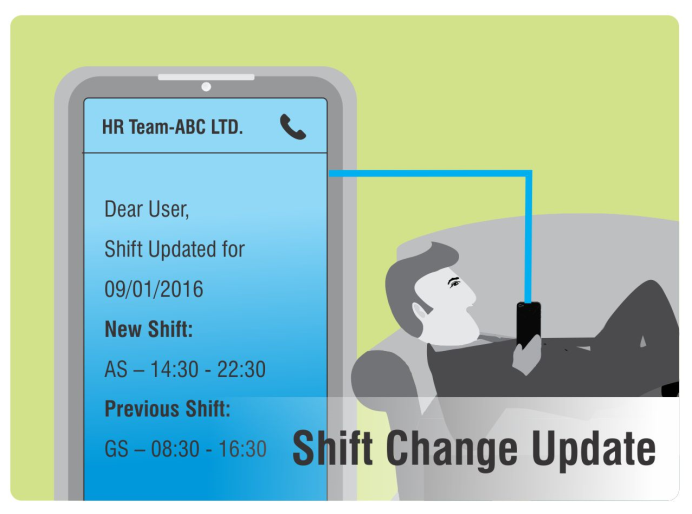 HR Team-ABC LTD.
Dear User,
Shift Updated for
09/01/2016
New Shift:
AS – 14:30 - 22:30
Previous Shift:
GS – 08:30 - 16:30
Shift Change Update